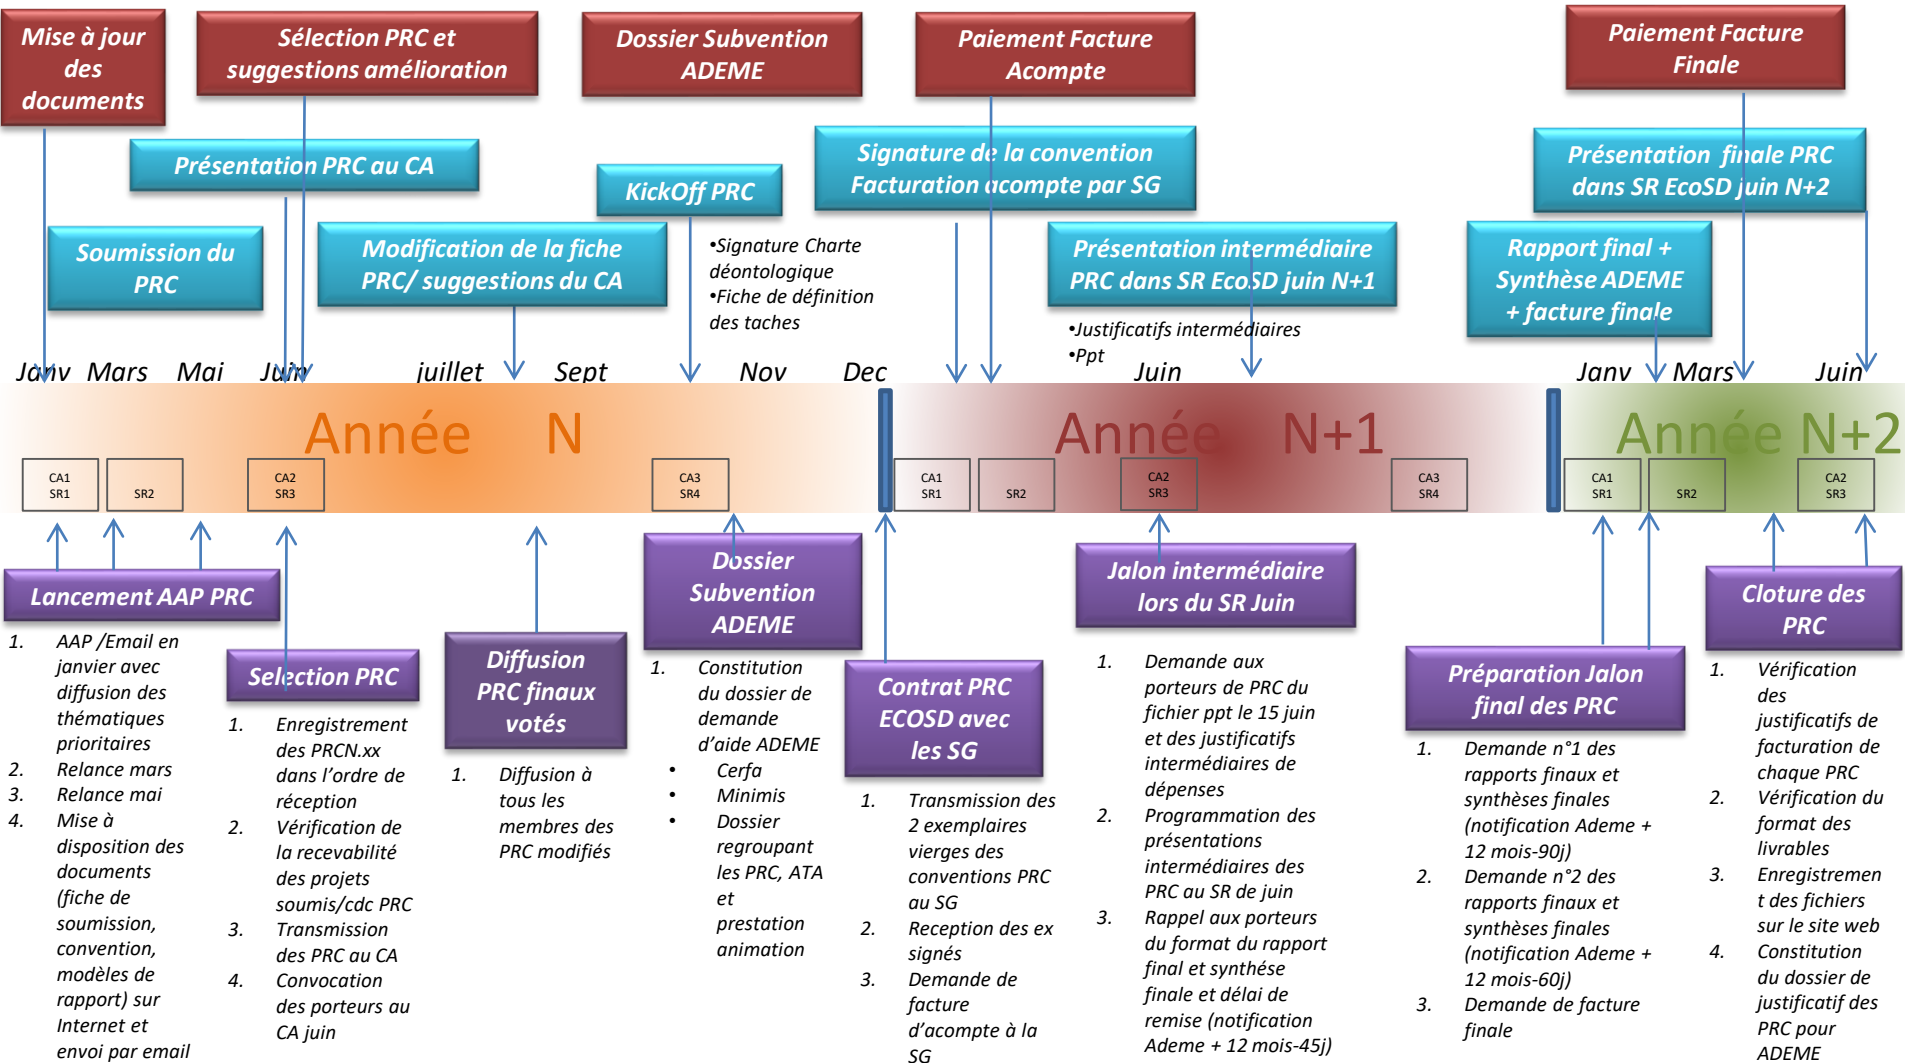 Mise à jour
des
documents
Sélection PRC et
suggestions amélioration
Dossier Subvention
ADEME
Paiement Facture
Acompte
Paiement Facture
Finale
Présentation PRC au CA
Soumission du
PRC
Modification de la fiche
PRC/ suggestions du CA
KickOff PRC
•Signature Charte
déontologique
•Fiche de définition
des taches
Signature de la convention
Facturation acompte par SG
Présentation intermédiaire
PRC dans SR EcoSD juin N+1
•Justificatifs intermédiaires
•Ppt
Présentation finale PRC
dans SR EcoSD juin N+2
Rapport final +
Synthèse ADEME
+ facture finale
Janv Mars Mai Juin juillet Sept Nov Dec Juin Janv Mars Juin
Année N
Année N+1
Année N+2
CA1
SR1
SR2
CA2
SR3
CA3
SR4
CA1
SR1
SR2
CA2
SR3
CA3
SR4
CA1
SR1
SR2
CA2
SR3
Lancement AAP PRC
1. AAP /Email en
janvier avec
diffusion des
thématiques
prioritaires
2. Relance mars
3. Relance mai
4. Mise à
disposition des
documents
(fiche de
soumission,
convention,
modèles de
rapport) sur
Internet et
envoi par email
Selection PRC
1. Enregistrement
des PRCN.xx
dans l’ordre de
réception
2. Vérification de
la recevabilité
des projets
soumis/cdc PRC
3. Transmission
des PRC au CA
4. Convocation
des porteurs au
CA juin
Diffusion
PRC finaux
votés
1. Diffusion à
tous les
membres des
PRC modifiés
Dossier
Subvention
ADEME
1. Constitution
du dossier de
demande
d’aide ADEME
• Cerfa
• Minimis
• Dossier
regroupant
les PRC, ATA
et
prestation
animation
Contrat PRC
ECOSD avec
les SG
1. Transmission des
2 exemplaires
vierges des
conventions PRC
au SG
2. Reception des ex
signés
3. Demande de
facture
d’acompte à la
SG
Jalon intermédiaire
lors du SR Juin
1. Demande aux
porteurs de PRC du
fichier ppt le 15 juin
et des justificatifs
intermédiaires de
dépenses
2. Programmation des
présentations
intermédiaires des
PRC au SR de juin
3. Rappel aux porteurs
du format du rapport
final et synthése
finale et délai de
remise (notification
Ademe + 12 mois-45j)
Préparation Jalon
final des PRC
1. Demande n°1 des
rapports finaux et
synthèses finales
(notification Ademe +
12 mois-90j)
2. Demande n°2 des
rapports finaux et
synthèses finales
(notification Ademe +
12 mois-60j)
3. Demande de facture
finale
Cloture des
PRC
1. Vérification
des
justificatifs de
facturation de
chaque PRC
2. Vérification du
format des
livrables
3. Enregistremen
t des fichiers
sur le site web
4. Constitution
du dossier de
justificatif des
PRC pour
ADEME